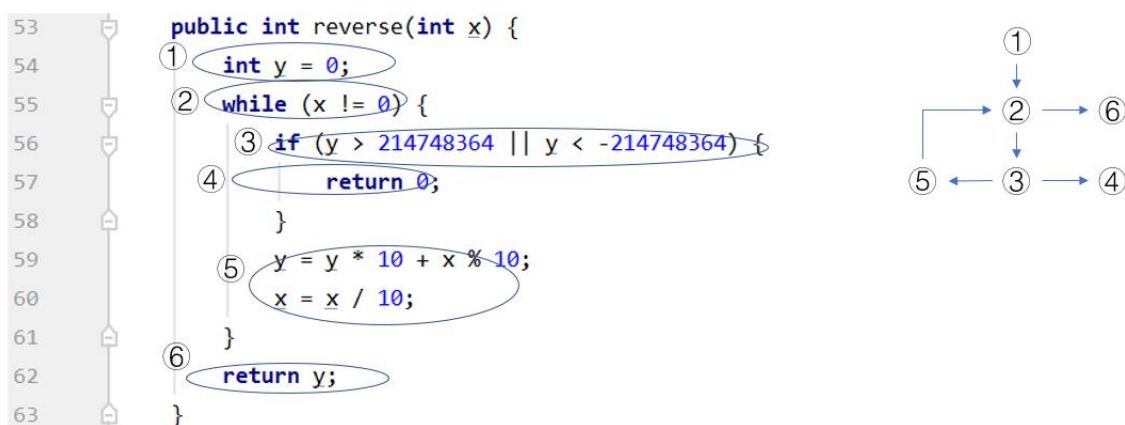 53 public int reverse(int x) {
54 ① int y = 0;
55 ② while (x != 0) {
56 ③ if (y > 214748364 || y < -214748364) {
57 ④ return 0;
58 }
59 ⑤ y = y * 10 + x % 10;
60 x = x / 10;
61 }
62 ⑥ return y;
63 }
①
② ⑥
⑤ ③ ④